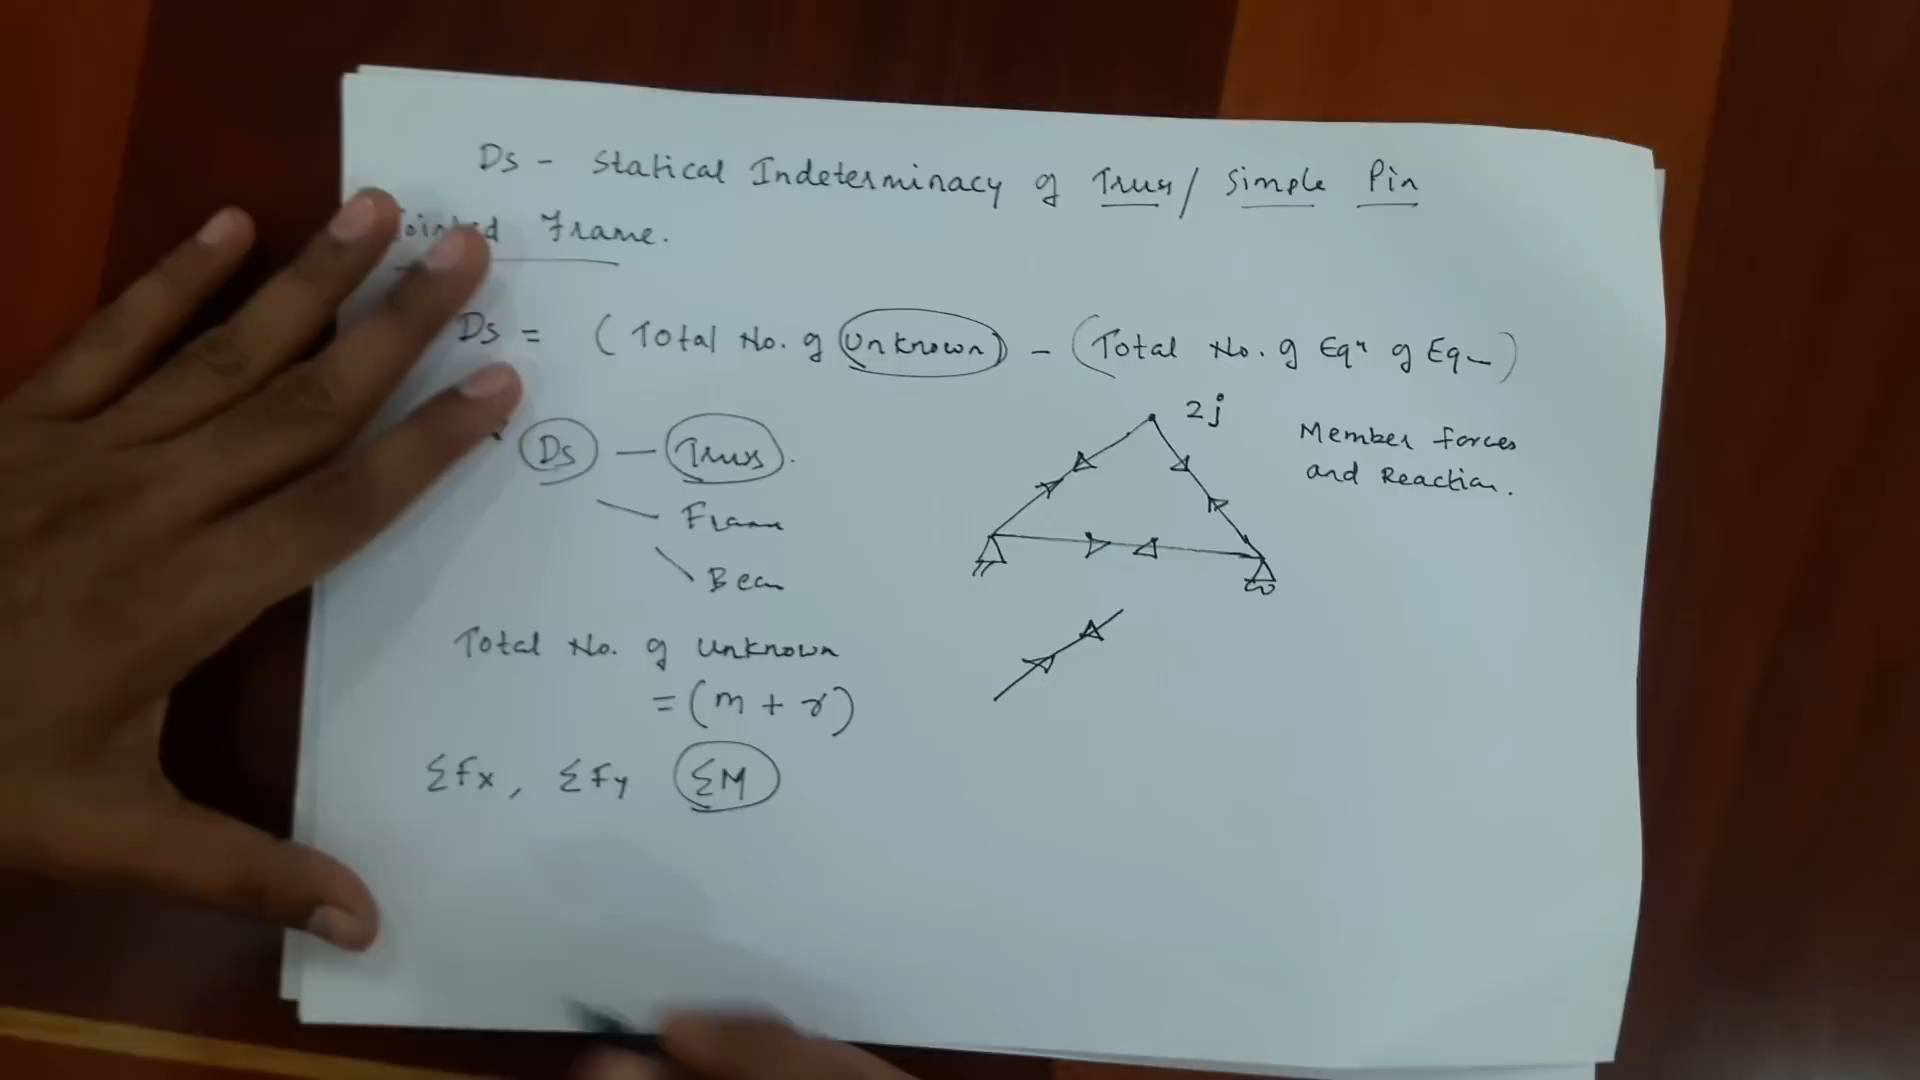 Ds - Statical Indeterminacy of Truss / Simple Pin
Jointed Frame.
Ds = (Total No. of Unknown) - (Total No. of Eqn of Eq)
2j
Member forces
and Reaction.
Ds — Truss.
Frame
Beam
Total No. of Unknown
= (m + r)
Σfx, Σfy ΣM